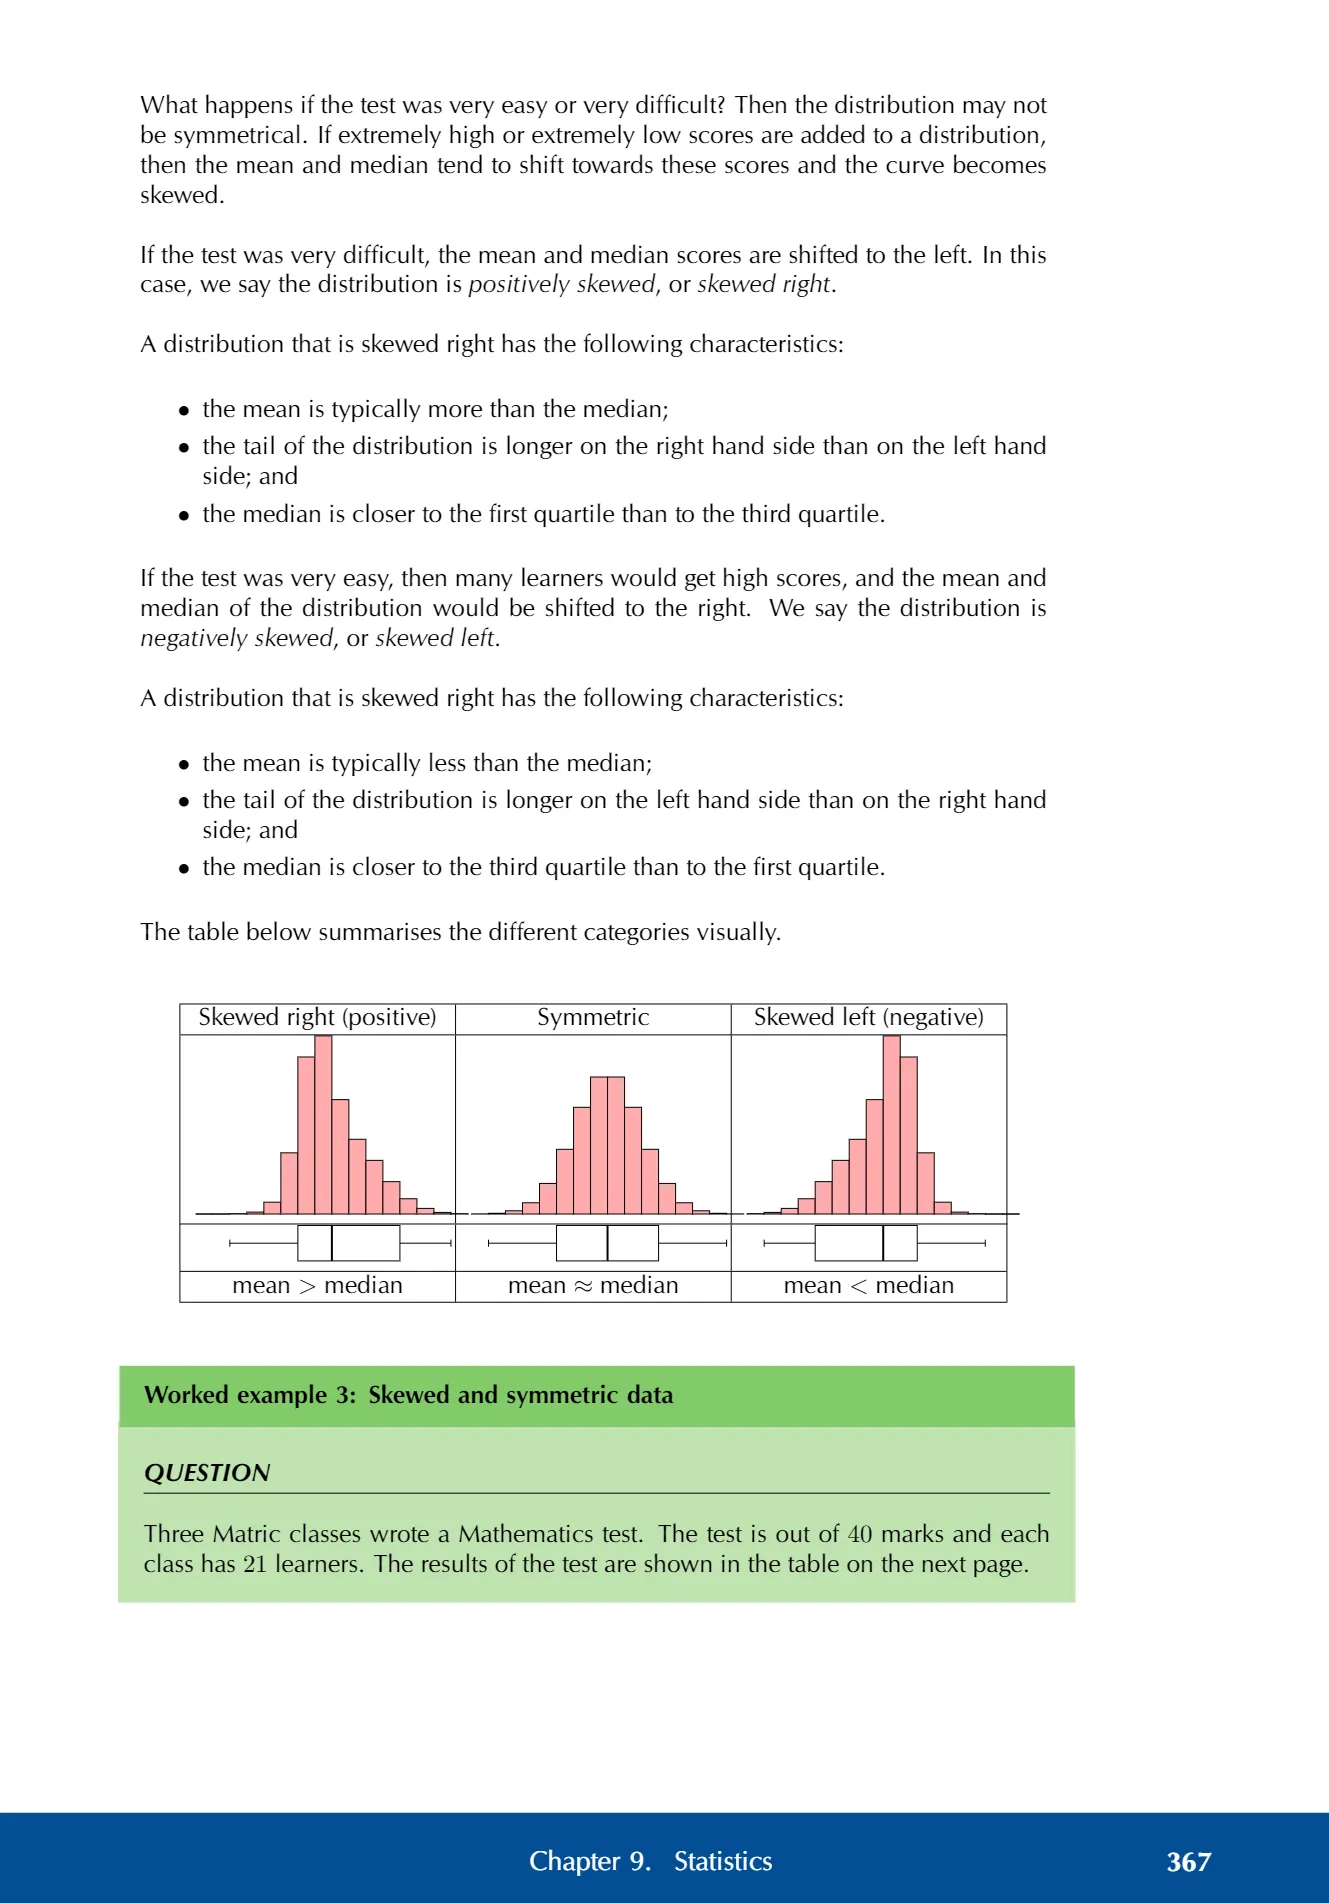 What happens if the test was very easy or very difficult? Then the distribution may not
be symmetrical. If extremely high or extremely low scores are added to a distribution,
then the mean and median tend to shift towards these scores and the curve becomes
skewed.
If the test was very difficult, the mean and median scores are shifted to the left. In this
case, we say the distribution is positively skewed, or skewed right.
A distribution that is skewed right has the following characteristics:
• the mean is typically more than the median;
• the tail of the distribution is longer on the right hand side than on the left hand
side; and
• the median is closer to the first quartile than to the third quartile.
If the test was very easy, then many learners would get high scores, and the mean and
median of the distribution would be shifted to the right. We say the distribution is
negatively skewed, or skewed left.
A distribution that is skewed right has the following characteristics:
• the mean is typically less than the median;
• the tail of the distribution is longer on the left hand side than on the right hand
side; and
• the median is closer to the third quartile than to the first quartile.
The table below summarises the different categories visually.
Skewed right (positive) Symmetric Skewed left (negative)
mean > median mean ≈ median mean < median
Worked example 3: Skewed and symmetric data
QUESTION
Three Matric classes wrote a Mathematics test. The test is out of 40 marks and each
class has 21 learners. The results of the test are shown in the table on the next page.
Chapter 9. Statistics 367